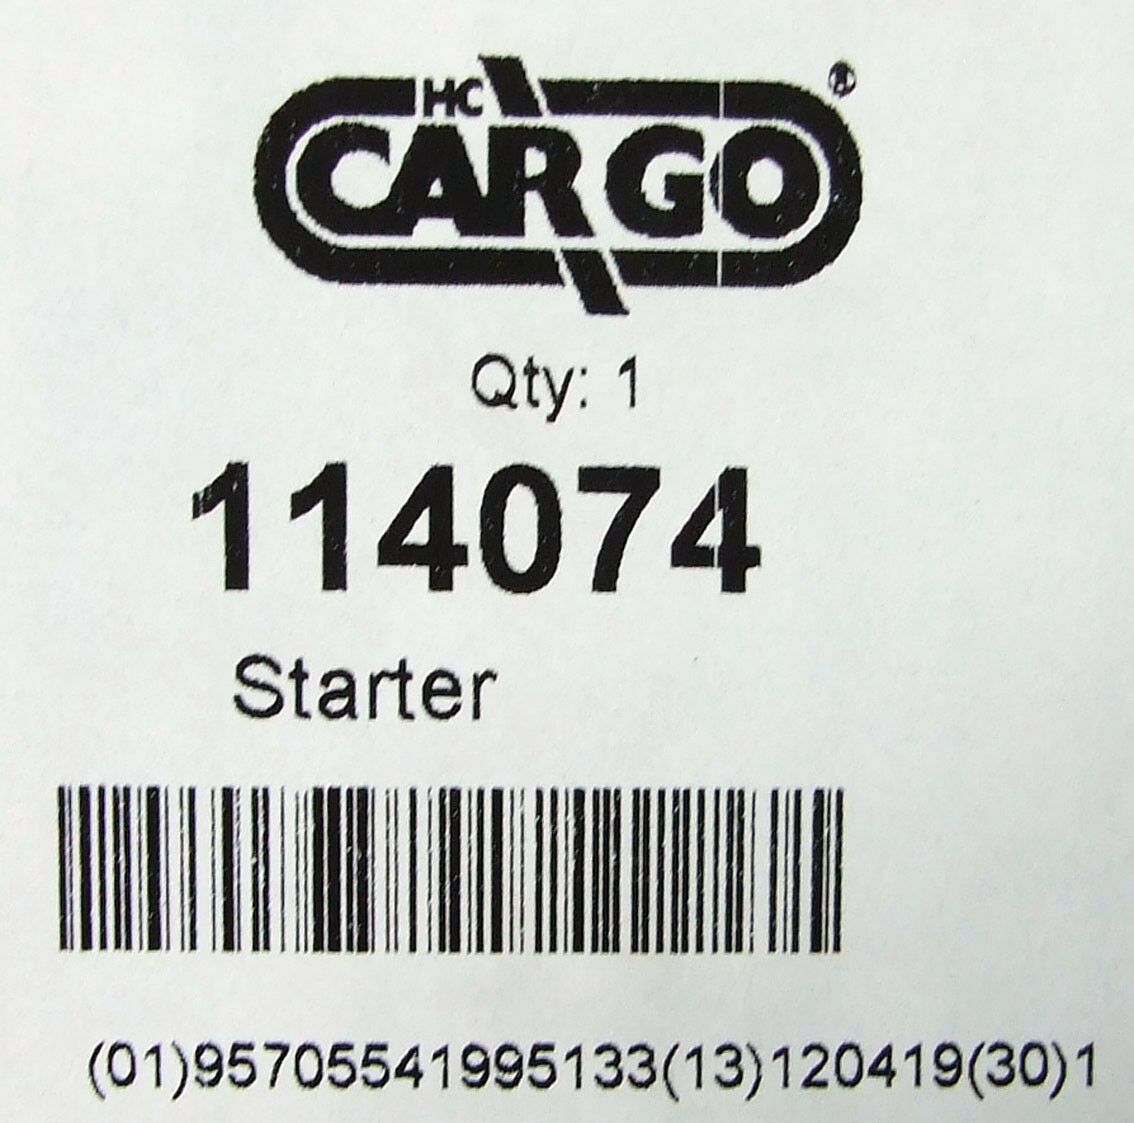 HC
CARGO®
Qty: 1
114074
Starter
(01)95705541995133(13)120419(30)1